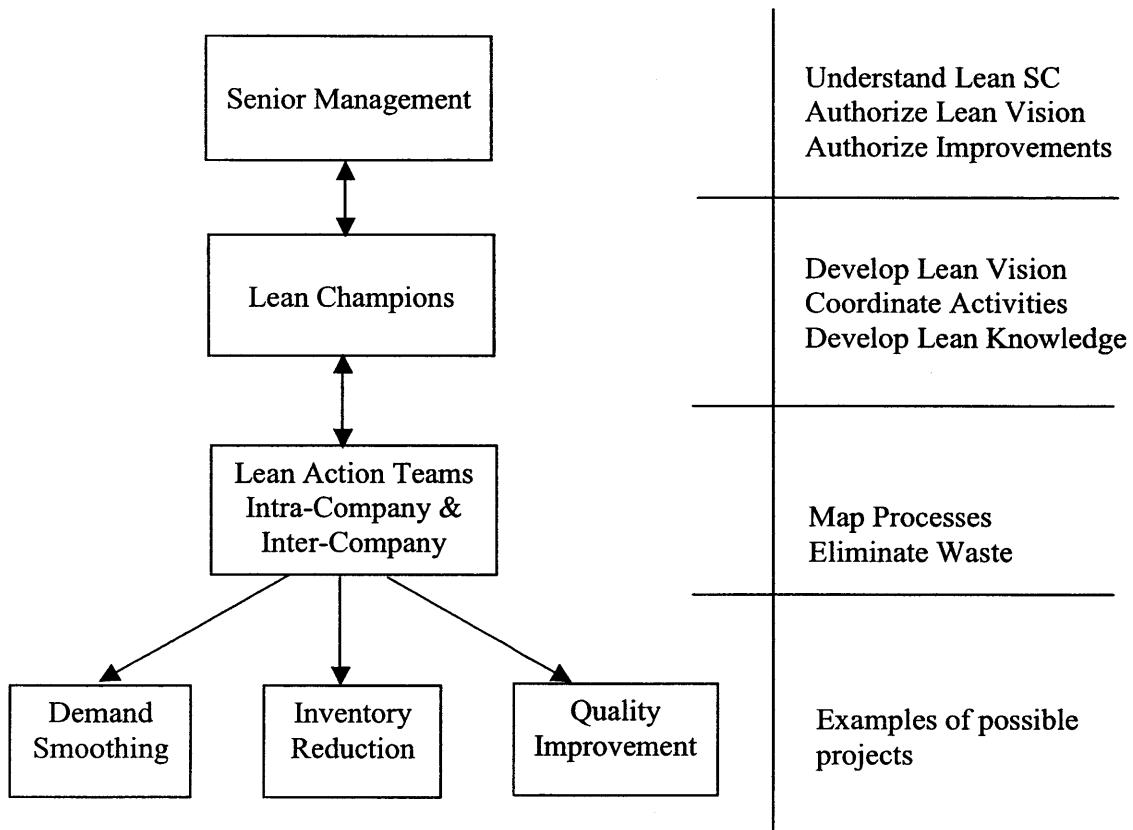 Senior Management
Understand Lean SC
Authorize Lean Vision
Authorize Improvements
Lean Champions
Develop Lean Vision
Coordinate Activities
Develop Lean Knowledge
Lean Action Teams
Intra-Company &
Inter-Company
Map Processes
Eliminate Waste
Demand
Smoothing
Inventory
Reduction
Quality
Improvement
Examples of possible
projects